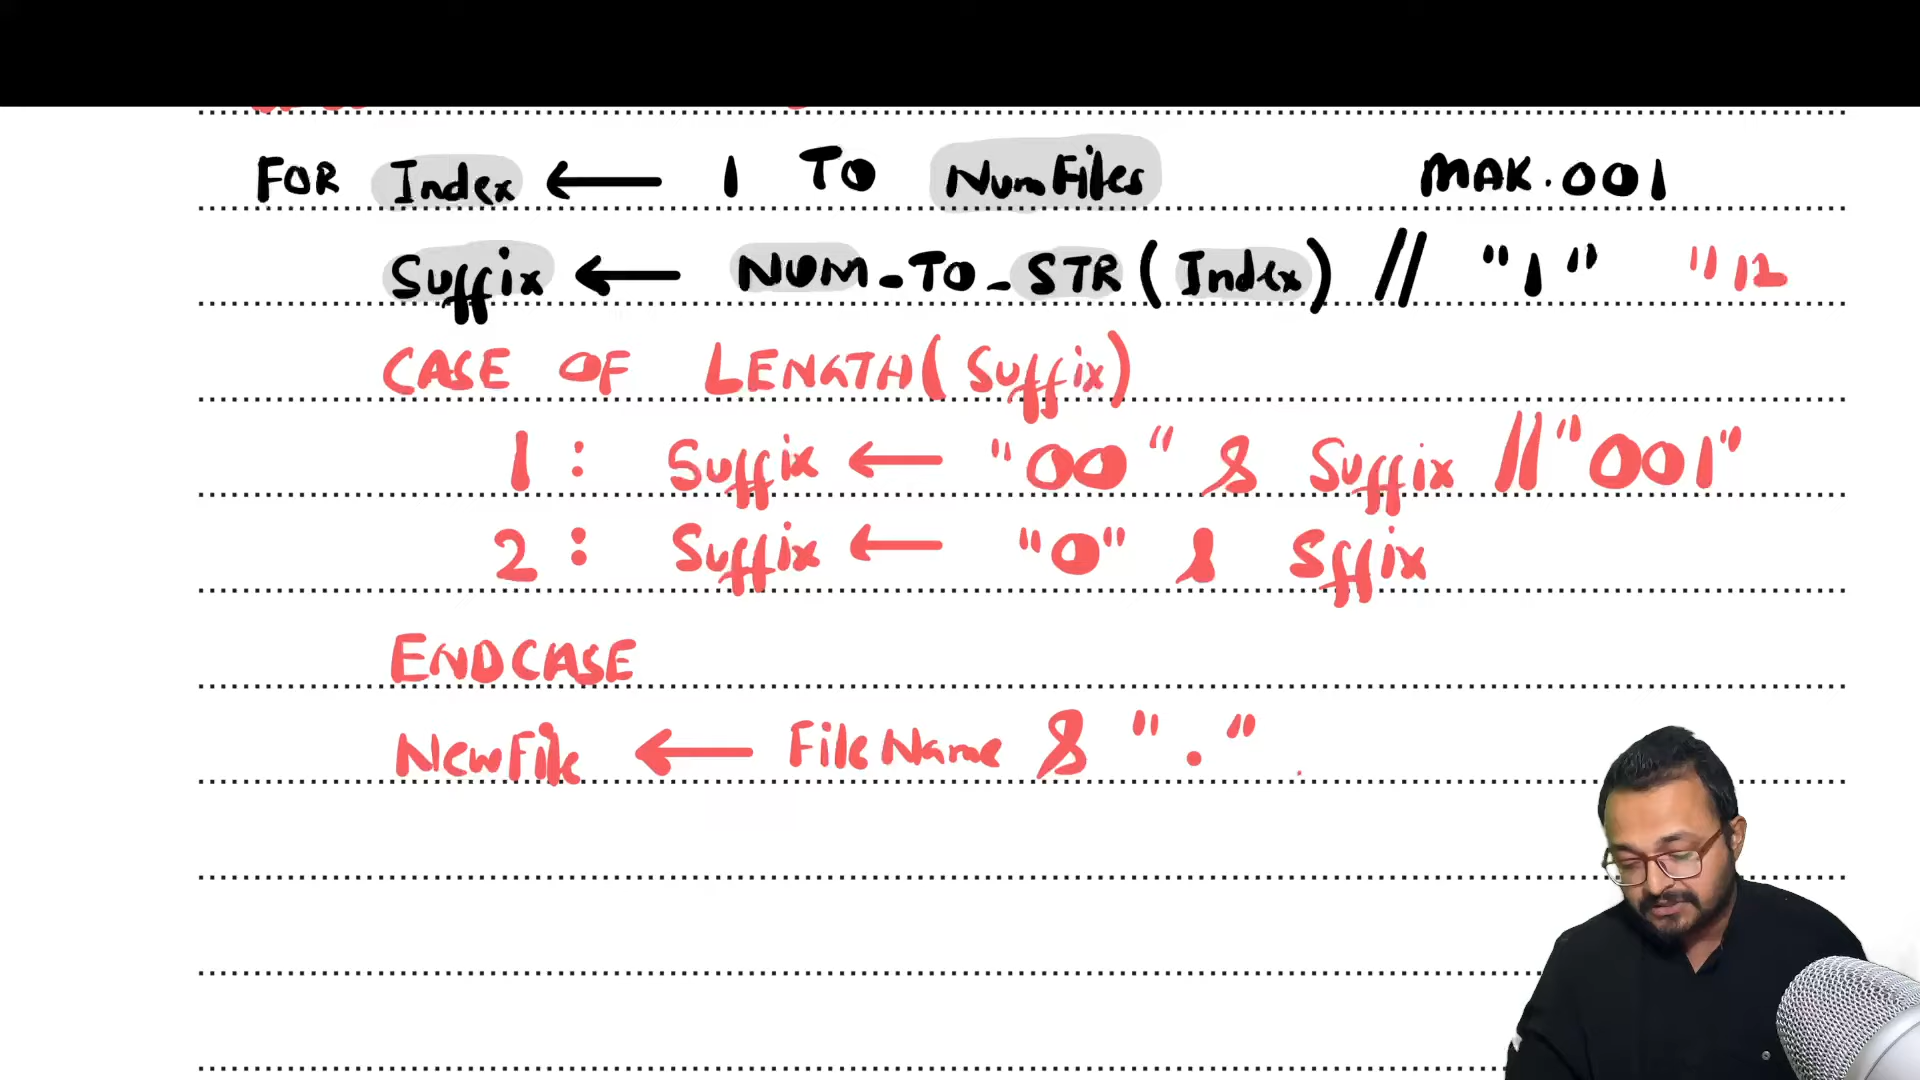 FOR Index ← 1 TO NumFiles MAK.001
Suffix ← NUM_TO_STR(Index) // "1" "12
CASE OF LENGTH(Suffix)
1 : Suffix ← "00" & Suffix // "001"
2 : Suffix ← "0" & Sffix
ENDCASE
NewFile ← FileName & "."